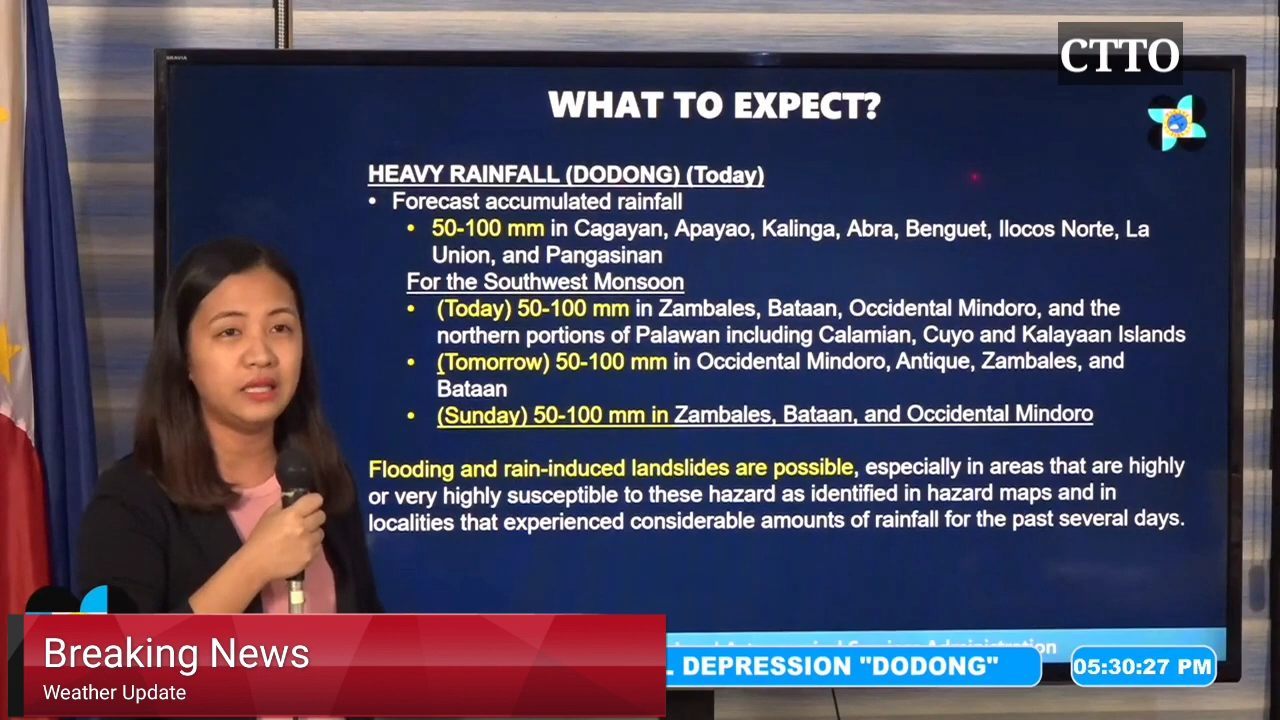 BRAVIA
CTTO
WHAT TO EXPECT?
HEAVY RAINFALL (DODONG) (Today)
• Forecast accumulated rainfall
• 50-100 mm in Cagayan, Apayao, Kalinga, Abra, Benguet, Ilocos Norte, La
Union, and Pangasinan
For the Southwest Monsoon
• (Today) 50-100 mm in Zambales, Bataan, Occidental Mindoro, and the
northern portions of Palawan including Calamian, Cuyo and Kalayaan Islands
• (Tomorrow) 50-100 mm in Occidental Mindoro, Antique, Zambales, and
Bataan
• (Sunday) 50-100 mm in Zambales, Bataan, and Occidental Mindoro
Flooding and rain-induced landslides are possible, especially in areas that are highly
or very highly susceptible to these hazard as identified in hazard maps and in
localities that experienced considerable amounts of rainfall for the past several days.
Breaking News
Weather Update
L DEPRESSION "DODONG"
05:30:27 PM